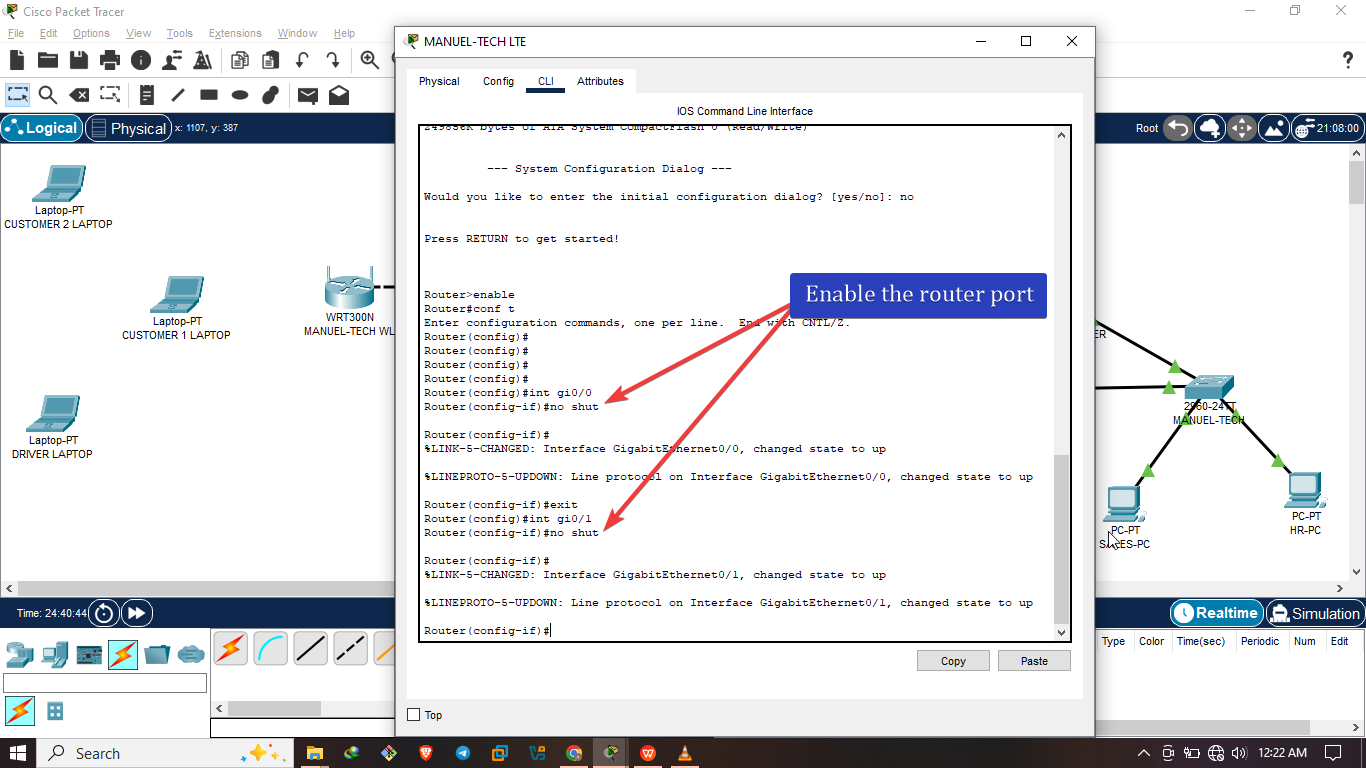 Cisco Packet Tracer
File Edit Options View Tools Extensions Window Help
Logical Physical x: 1107, y: 387
Root 21:08:00
Laptop-PT
CUSTOMER 2 LAPTOP
Laptop-PT
CUSTOMER 1 LAPTOP
WRT300N
MANUEL-TECH WL
Laptop-PT
DRIVER LAPTOP
MANUEL-TECH LTE
Physical Config CLI Attributes
IOS Command Line Interface
249856K bytes of ATA System CompactFlash 0 (Read/Write)
--- System Configuration Dialog ---
Would you like to enter the initial configuration dialog? [yes/no]: no
Press RETURN to get started!
Router>enable
Router#conf t
Enter configuration commands, one per line. End with CNTL/Z.
Router(config)#
Router(config)#
Router(config)#
Router(config)#
Router(config)#int gi0/0
Router(config-if)#no shut
Router(config-if)#
%LINK-5-CHANGED: Interface GigabitEthernet0/0, changed state to up
%LINEPROTO-5-UPDOWN: Line protocol on Interface GigabitEthernet0/0, changed state to up
Router(config-if)#exit
Router(config)#int gi0/1
Router(config-if)#no shut
Router(config-if)#
%LINK-5-CHANGED: Interface GigabitEthernet0/1, changed state to up
%LINEPROTO-5-UPDOWN: Line protocol on Interface GigabitEthernet0/1, changed state to up
Router(config-if)#
Enable the router port
Copy Paste
Top
ER
2960-24TT
MANUEL-TECH
PC-PT
SALES-PC
PC-PT
HR-PC
Time: 24:40:44
Realtime Simulation
Type Color Time(sec) Periodic Num Edit
Search
12:22 AM